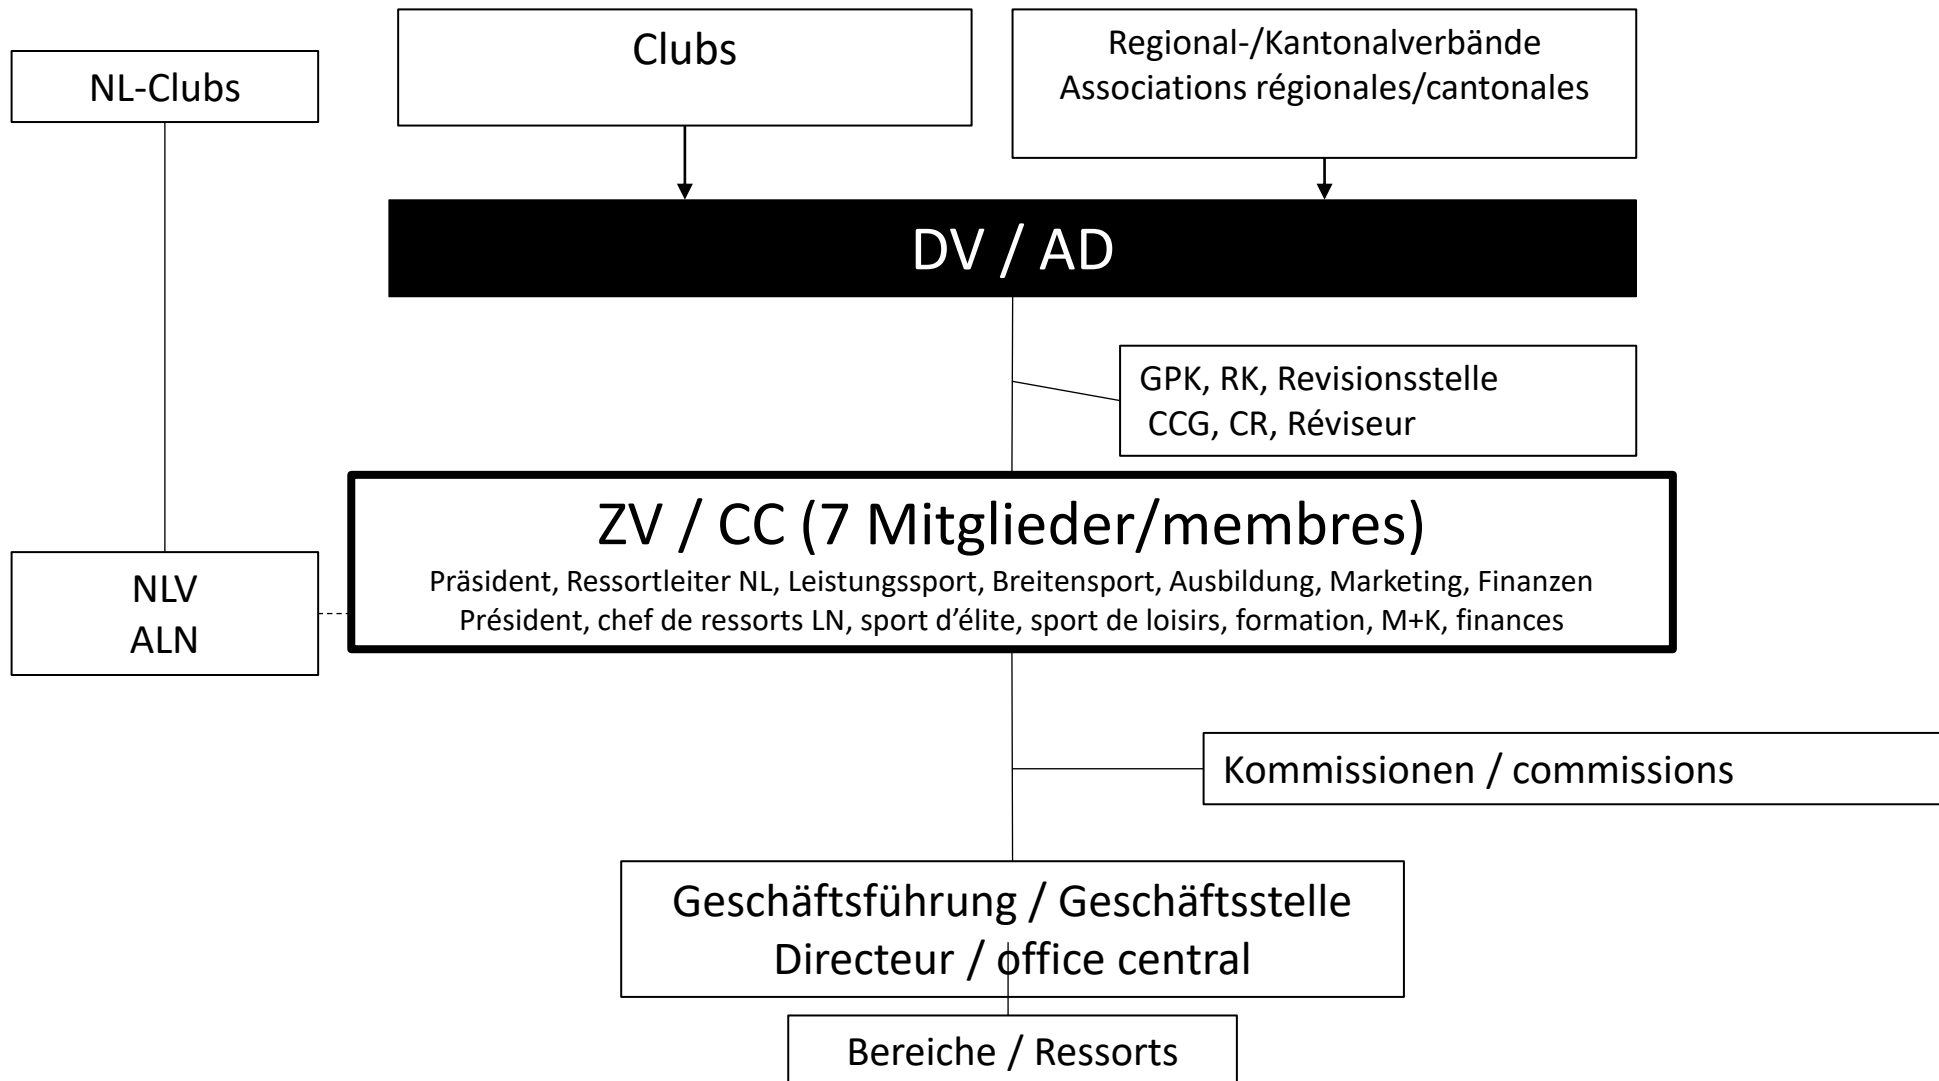 NL-Clubs
Clubs
Regional-/Kantonalverbände
Associations régionales/cantonales
DV / AD
GPK, RK, Revisionsstelle
CCG, CR, Réviseur
ZV / CC (7 Mitglieder/membres)
Präsident, Ressortleiter NL, Leistungssport, Breitensport, Ausbildung, Marketing, Finanzen
Président, chef de ressorts LN, sport d’élite, sport de loisirs, formation, M+K, finances
NLV
ALN
Kommissionen / commissions
Geschäftsführung / Geschäftsstelle
Directeur / office central
Bereiche / Ressorts